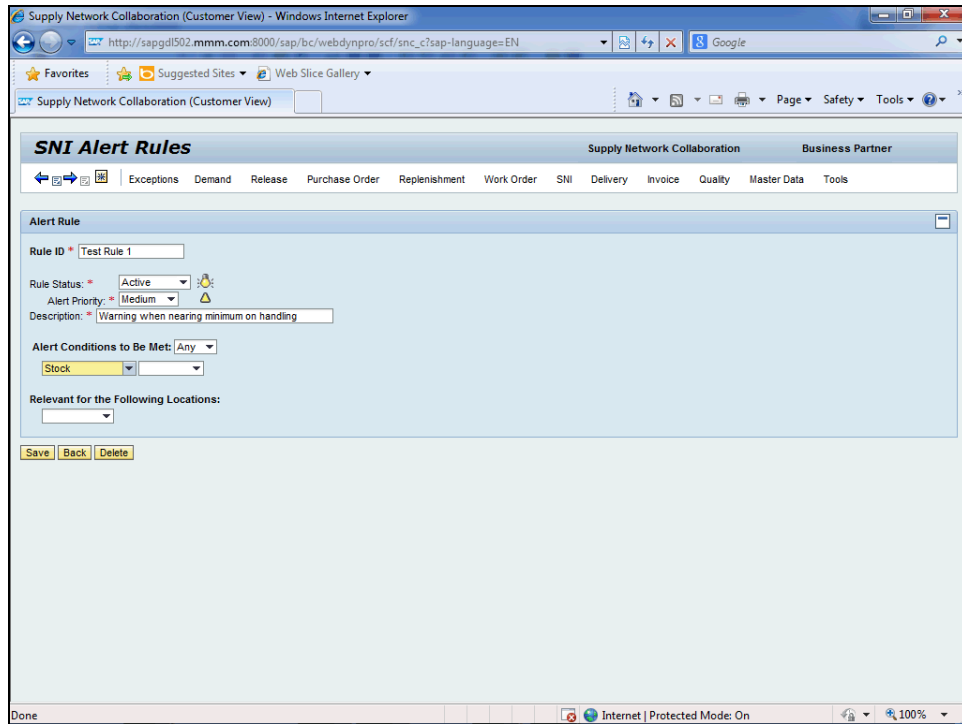 Supply Network Collaboration (Customer View) - Windows Internet Explorer
http://sapgdl502.mmm.com:8000/sap/bc/webdynpro/scf/snc_c?sap-language=EN
Google
Favorites Suggested Sites Web Slice Gallery
Supply Network Collaboration (Customer View)
Page Safety Tools
SNI Alert Rules Supply Network Collaboration Business Partner
Exceptions Demand Release Purchase Order Replenishment Work Order SNI Delivery Invoice Quality Master Data Tools
Alert Rule
Rule ID * Test Rule 1
Rule Status: * Active
Alert Priority: * Medium
Description: * Warning when nearing minimum on handling
Alert Conditions to Be Met: Any
Stock
Relevant for the Following Locations:
Save Back Delete
Done Internet | Protected Mode: On 100%